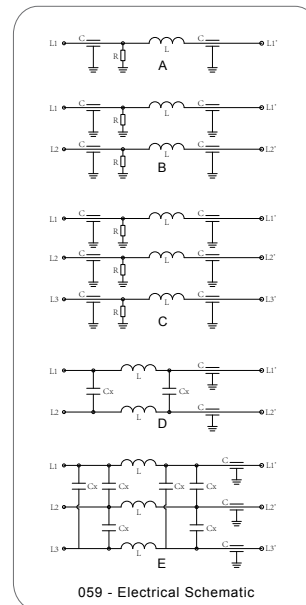 L1 C C L1'
R
L
A
L1 C C L1'
R
L
L2 C C L2'
R
L
B
L1 C C L1'
R
L
L2 C C L2'
R
L
L3 C C L3'
R
L
C
L1 C L1'
L
Cx Cx
L2 C L2'
L
D
L1 C L1'
L
Cx Cx Cx Cx
L2 C L2'
L
Cx Cx
L3 C L3'
L
E
059 - Electrical Schematic